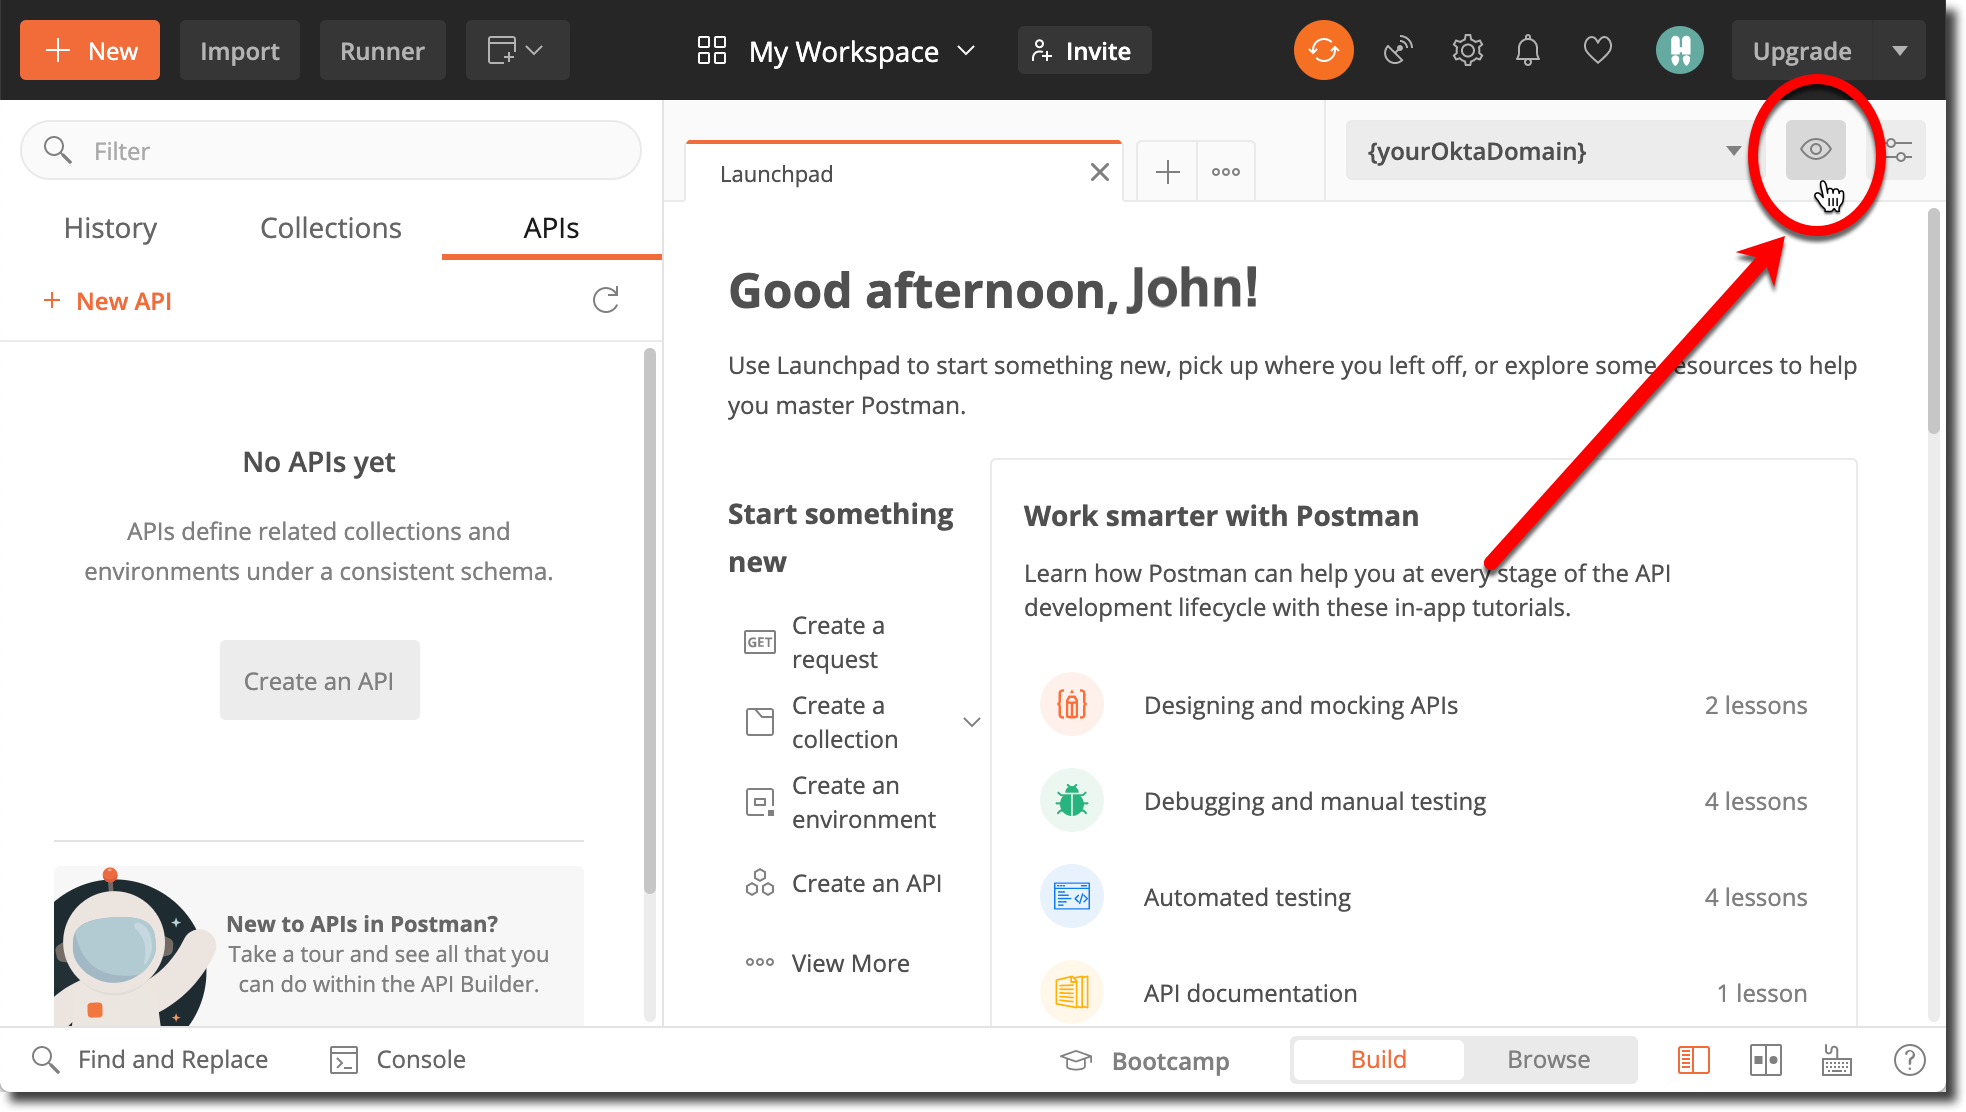 New Import Runner My Workspace Invite Upgrade
Filter
History Collections APIs
New API
No APIs yet
APIs define related collections and
environments under a consistent schema.
Create an API
New to APIs in Postman?
Take a tour and see all that you
can do within the API Builder.
Launchpad
{yourOktaDomain}
Good afternoon, John!
Use Launchpad to start something new, pick up where you left off, or explore some resources to help
you master Postman.
Start something
new
GET
Create a
request
Create a
collection
Create an
environment
Create an API
View More
Work smarter with Postman
Learn how Postman can help you at every stage of the API
development lifecycle with these in-app tutorials.
Designing and mocking APIs 2 lessons
Debugging and manual testing 4 lessons
Automated testing 4 lessons
API documentation 1 lesson
Find and Replace Console Bootcamp Build Browse